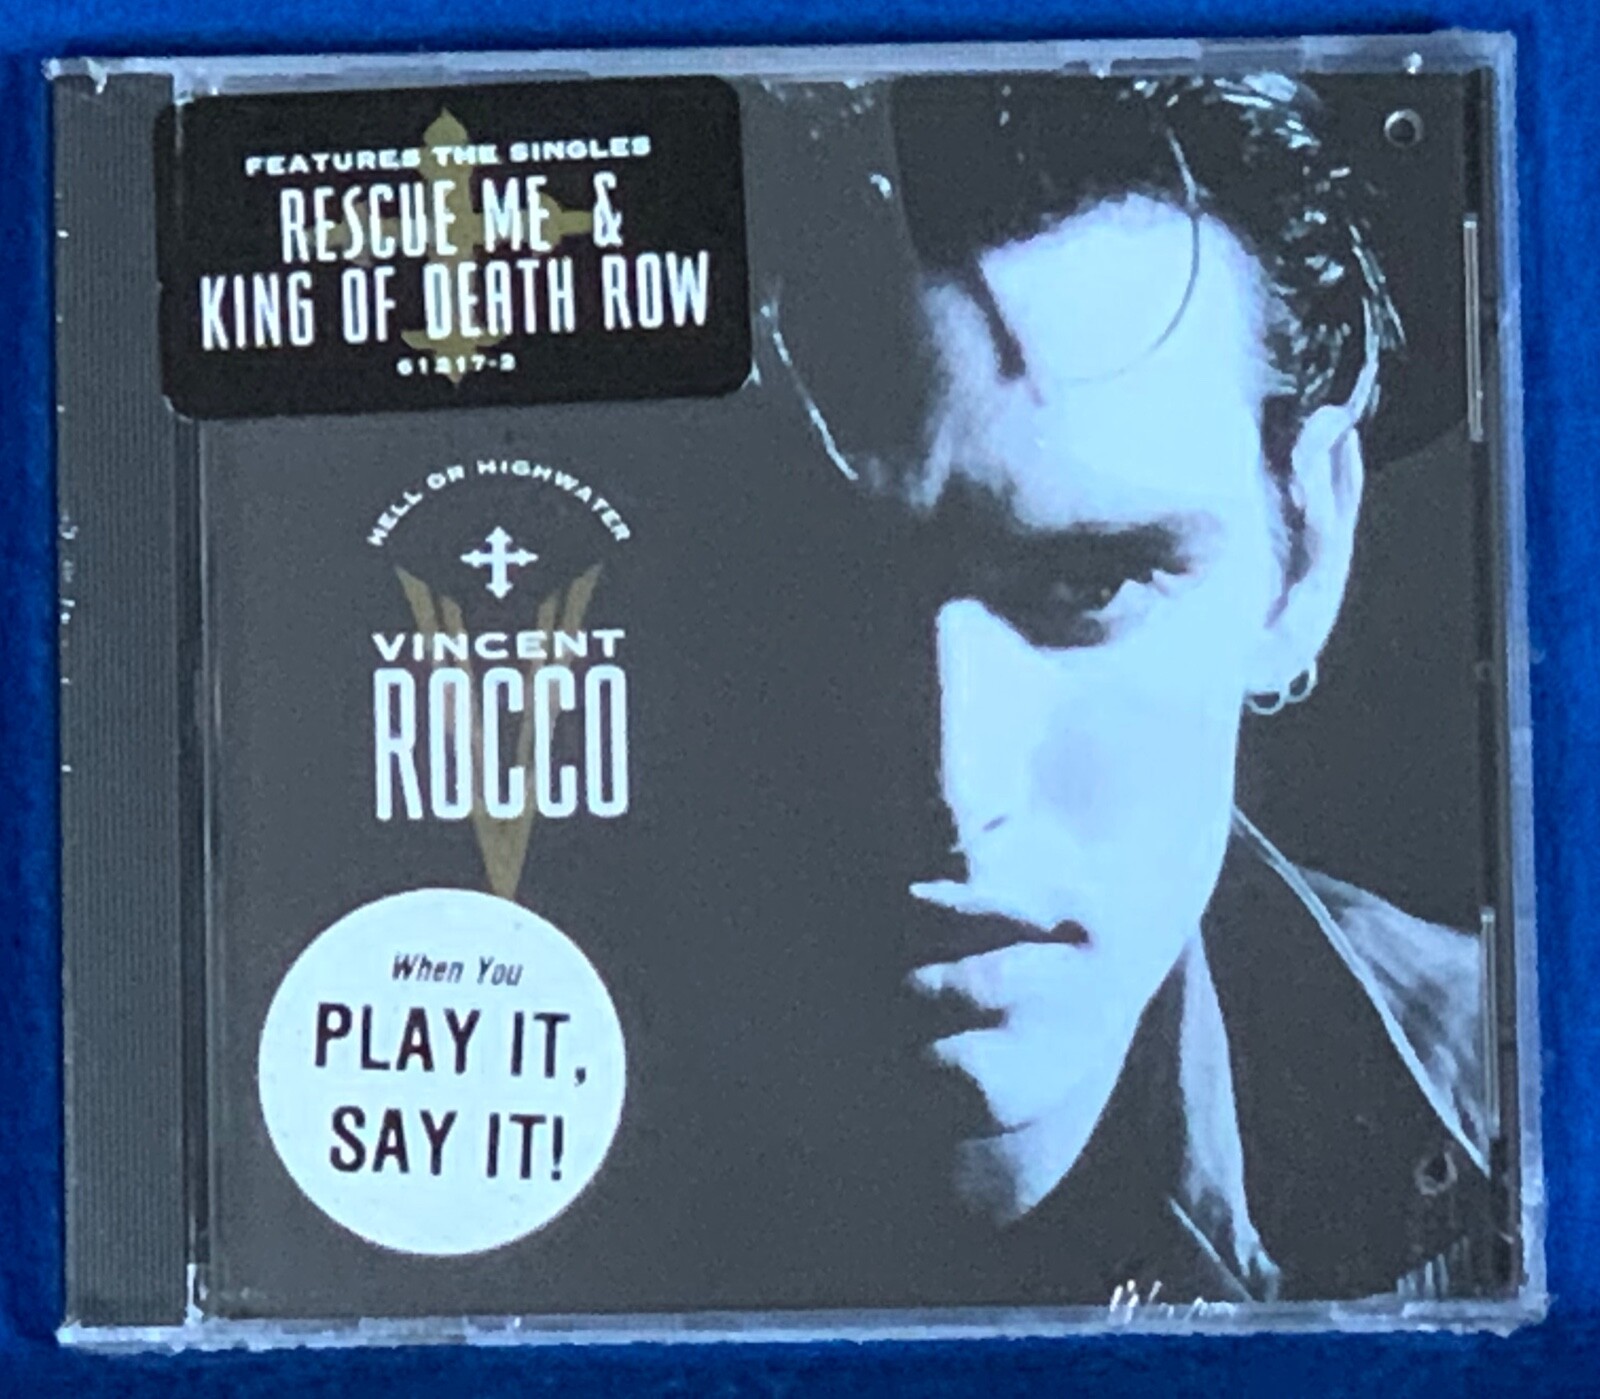 FEATURES THE SINGLES
RESCUE ME &
KING OF DEATH ROW
61217-2
HELL OR HIGHWATER
VINCENT
ROCCO
When You
PLAY IT,
SAY IT!